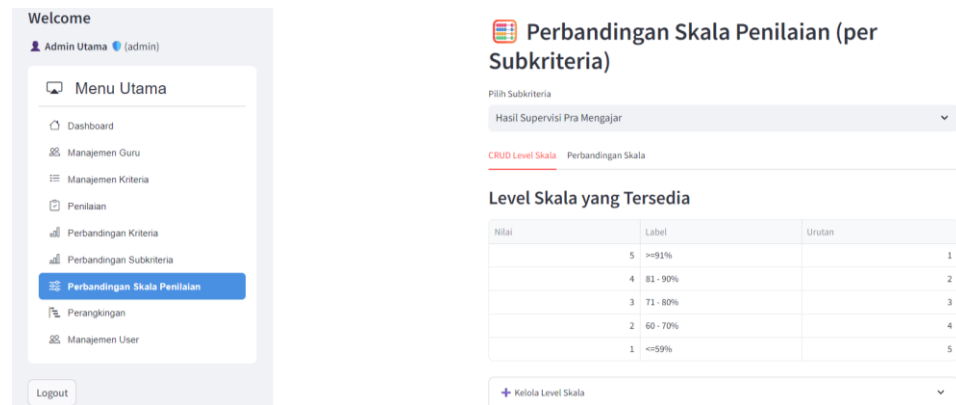 Welcome
Admin Utama (admin)
Menu Utama
Dashboard
Manajemen Guru
Manajemen Kriteria
Penilaian
Perbandingan Kriteria
Perbandingan Subkriteria
Perbandingan Skala Penilaian
Perangkingan
Manajemen User
Logout
Perbandingan Skala Penilaian (per
Subkriteria)
Pilih Subkriteria
Hasil Supervisi Pra Mengajar
CRUD Level Skala Perbandingan Skala
Level Skala yang Tersedia
Nilai Label Urutan
5 >=91% 1
4 81 - 90% 2
3 71 - 80% 3
2 60 - 70% 4
1 <=59% 5
Kelola Level Skala